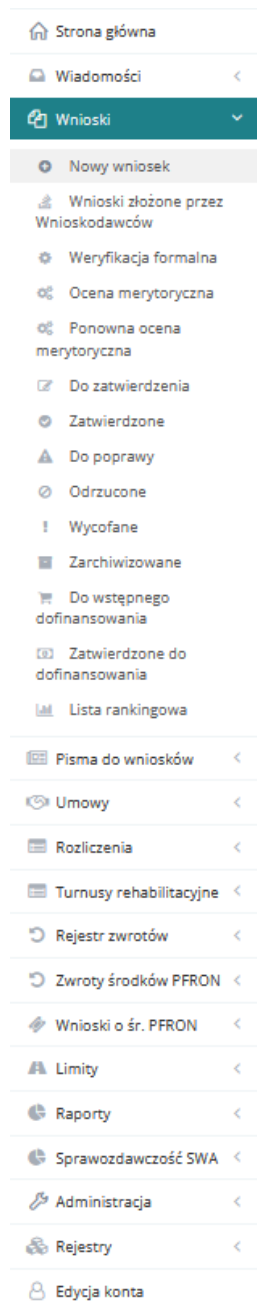 Strona główna
Wiadomości
Wnioski
Nowy wniosek
Wnioski złożone przez
Wnioskodawców
Weryfikacja formalna
Ocena merytoryczna
Ponowna ocena
merytoryczna
Do zatwierdzenia
Zatwierdzone
Do poprawy
Odrzucone
Wycofane
Zarchiwizowane
Do wstępnego
dofinansowania
Zatwierdzone do
dofinansowania
Lista rankingowa
Pisma do wniosków
Umowy
Rozliczenia
Turnusy rehabilitacyjne
Rejestr zwrotów
Zwroty środków PFRON
Wnioski o śr. PFRON
Limity
Raporty
Sprawozdawczość SWA
Administracja
Rejestry
Edycja konta